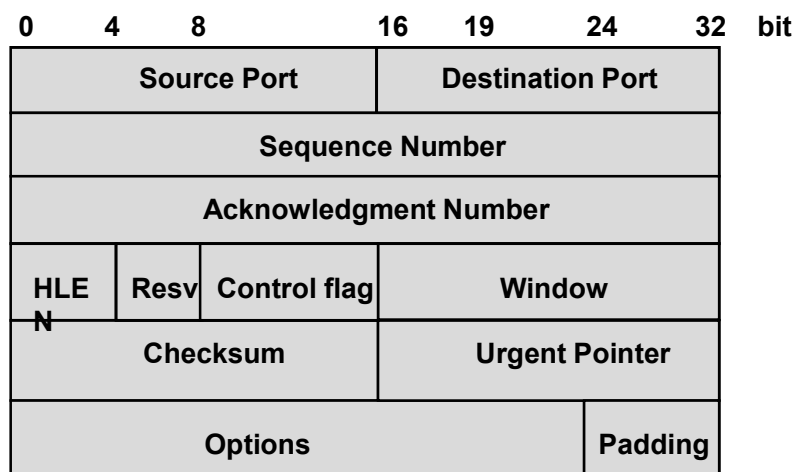 0 4 8 16 19 24 32 bit
Source Port Destination Port
Sequence Number
Acknowledgment Number
HLE Resv Control flag Window
N
Checksum Urgent Pointer
Options Padding